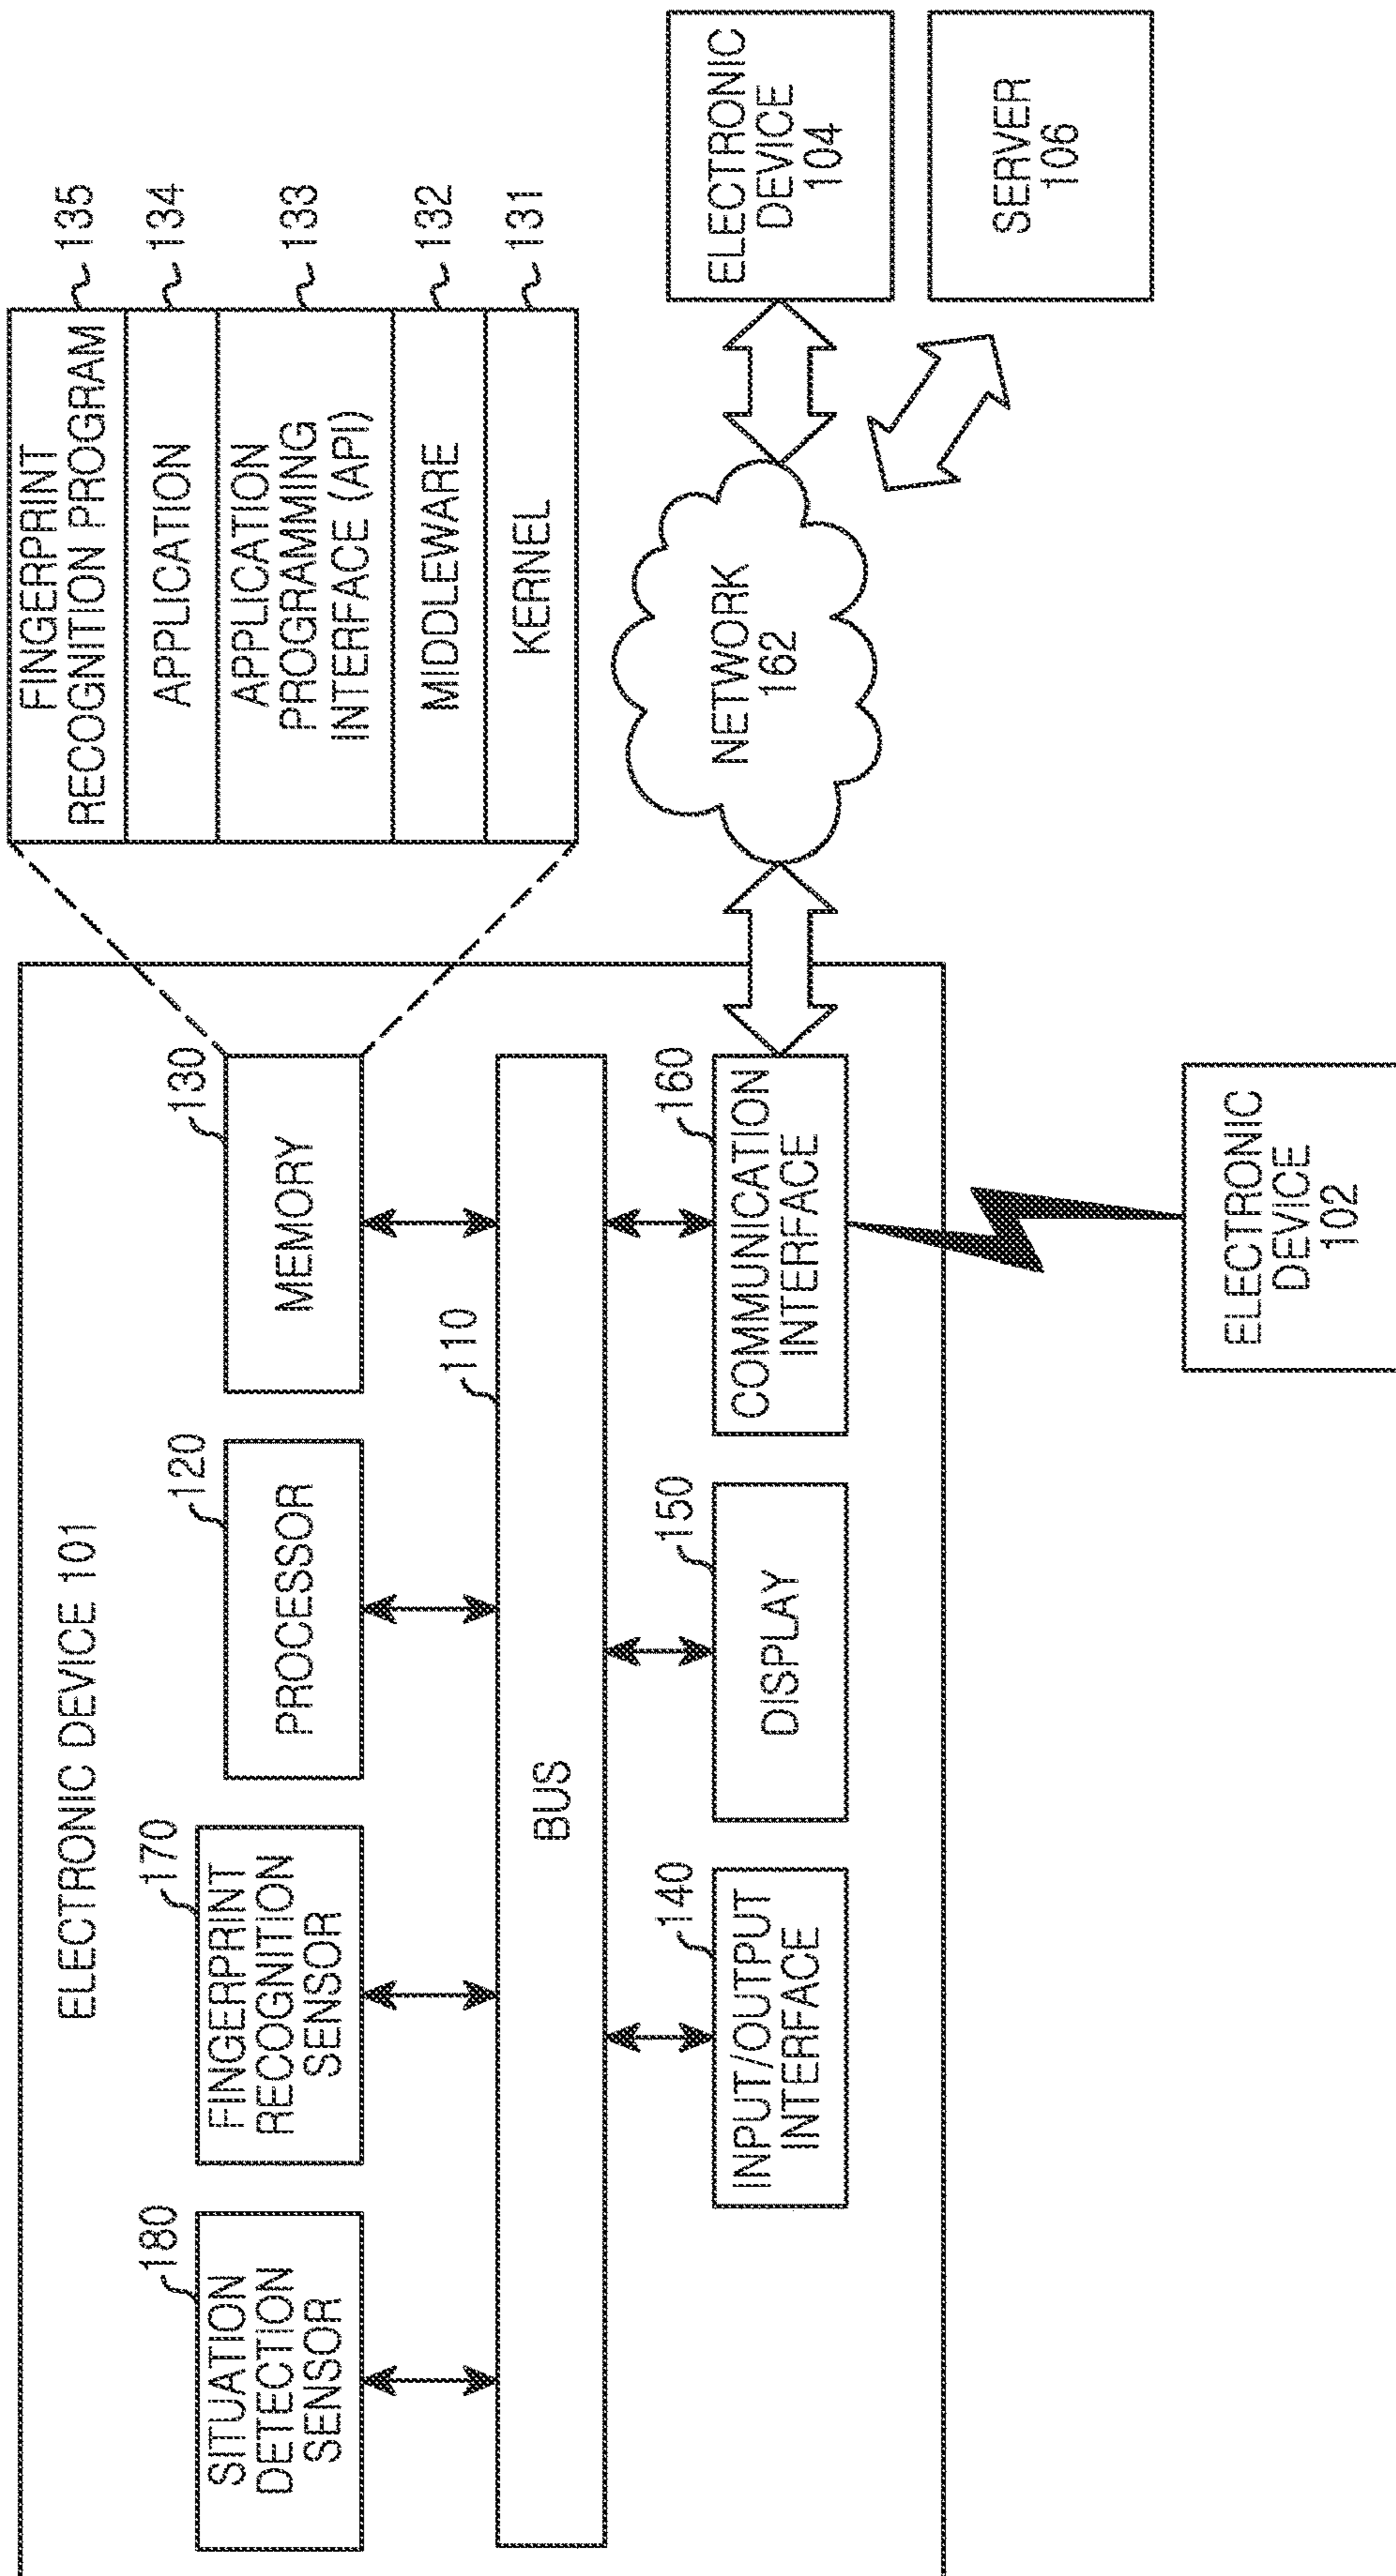 ELECTRONIC DEVICE 101
180
SITUATION
DETECTION
SENSOR
170
FINGERPRINT
RECOGNITION
SENSOR
120
PROCESSOR
130
MEMORY
FINGERPRINT
RECOGNITION PROGRAM
135
APPLICATION
134
APPLICATION
PROGRAMING
INTERFACE (API)
133
MIDDLEWARE
132
KERNEL
131
110
BUS
140
INPUT/OUTPUT
INTERFACE
150
DISPLAY
160
COMMUNICATION
INTERFACE
NETWORK
162
ELECTRONIC
DEVICE
104
SERVER
106
ELECTRONIC
DEVICE
102